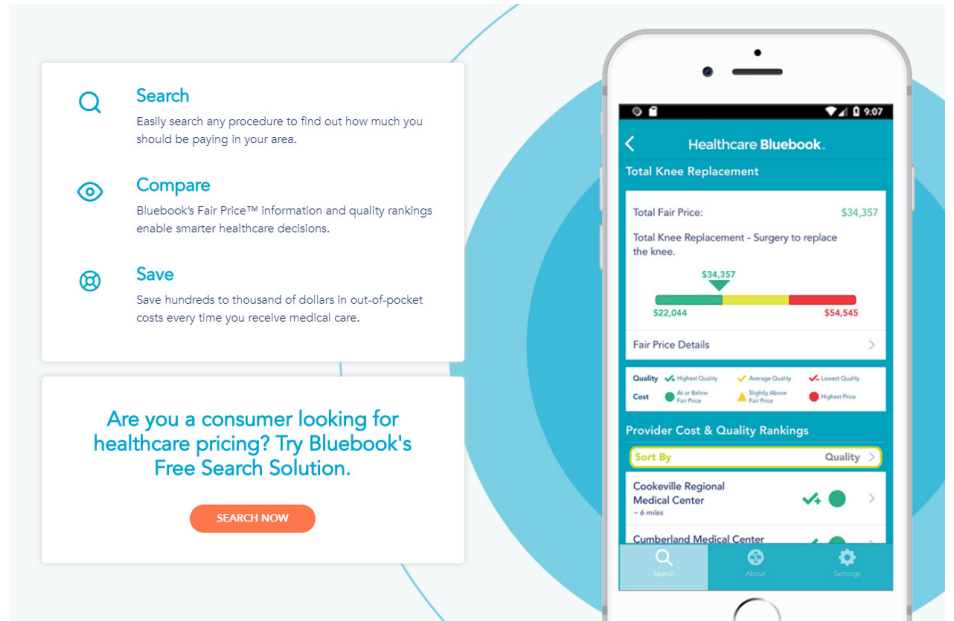 Search
Easily search any procedure to find out how much you
should be paying in your area.
Compare
Bluebook's Fair Price™ information and quality rankings
enable smarter healthcare decisions.
Save
Save hundreds to thousand of dollars in out-of-pocket
costs every time you receive medical care.
Are you a consumer looking for
healthcare pricing? Try Bluebook's
Free Search Solution.
SEARCH NOW
9:07
Healthcare Bluebook™
Total Knee Replacement
Total Fair Price: $34,357
Total Knee Replacement - Surgery to replace
the knee.
$34,357
$22,044 $54,545
Fair Price Details
Quality Highest Quality Average Quality Lowest Quality
Cost At or Below Fair Price Slightly Above Fair Price Highest Price
Provider Cost & Quality Rankings
Sort By Quality
Cookeville Regional
Medical Center
~ 6 miles
Cumberland Medical Center
Search About Settings